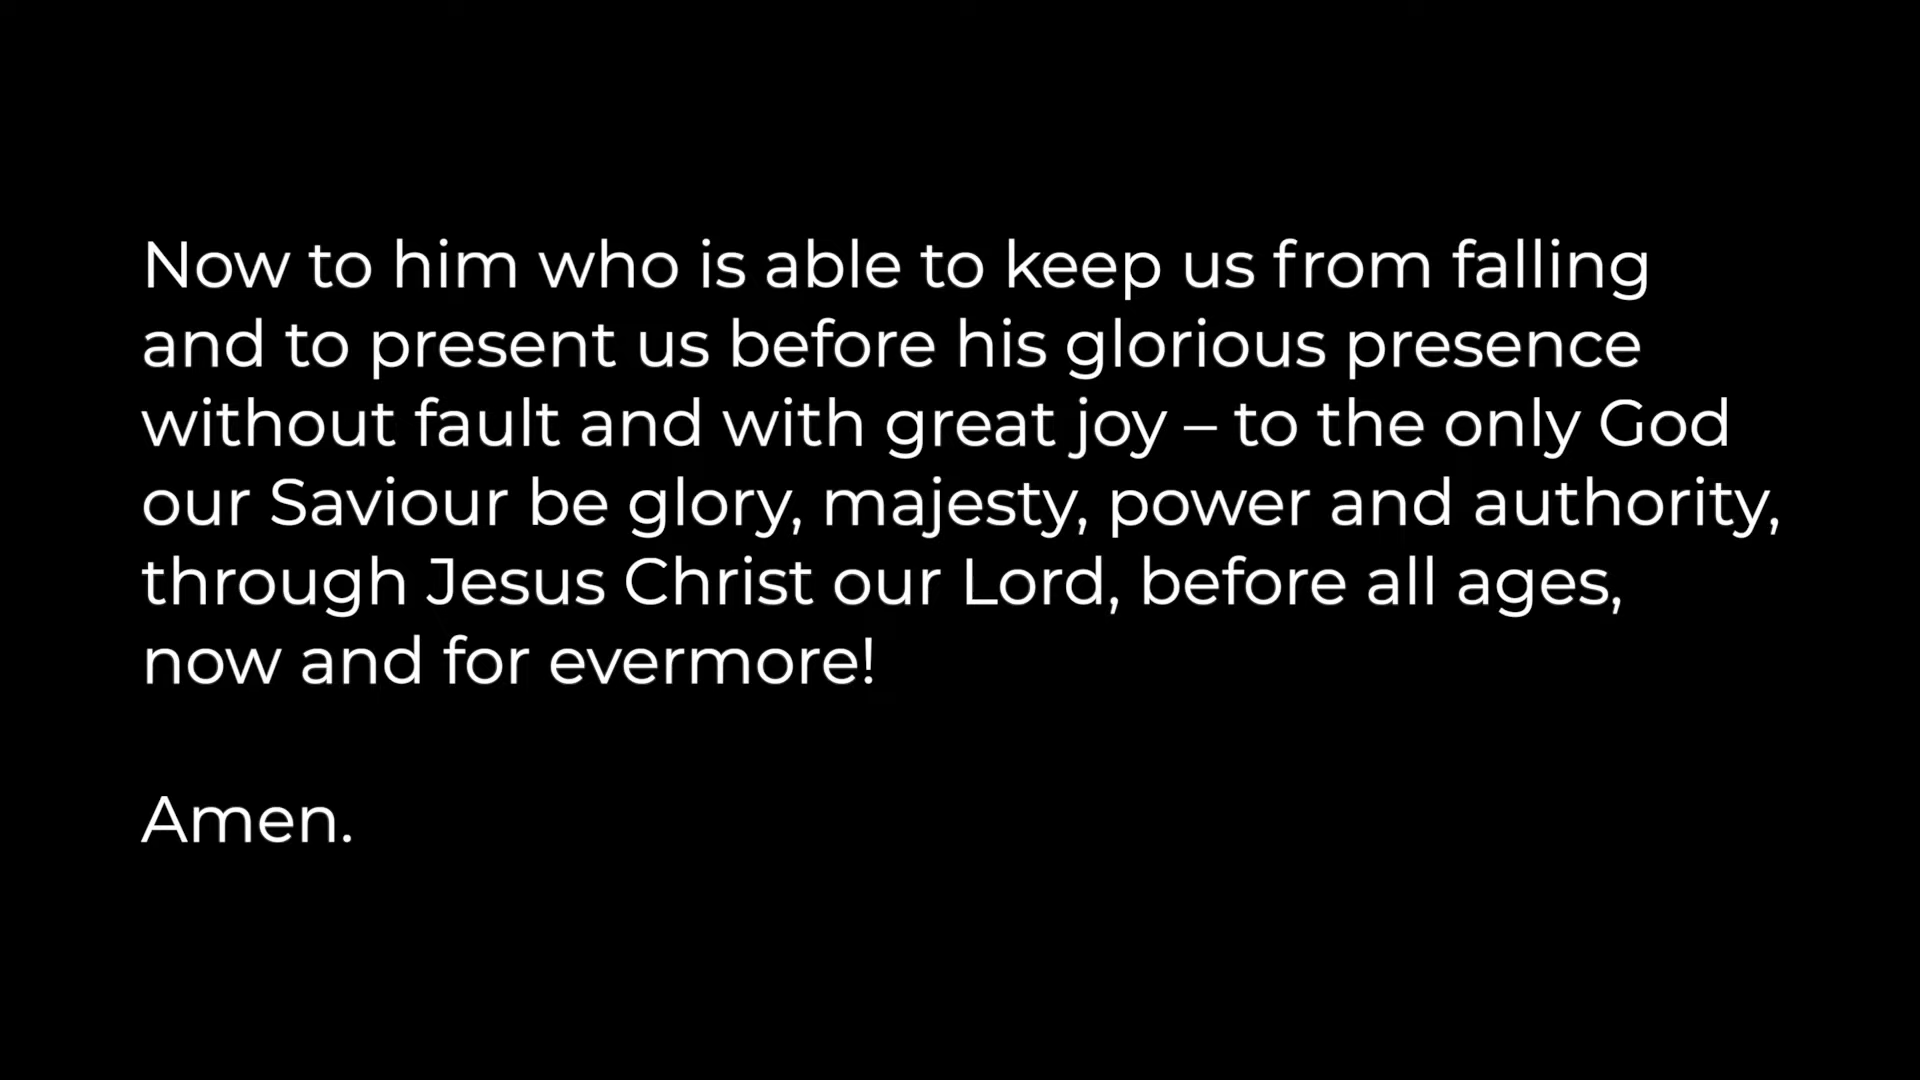 Now to him who is able to keep us from falling
and to present us before his glorious presence
without fault and with great joy – to the only God
our Saviour be glory, majesty, power and authority,
through Jesus Christ our Lord, before all ages,
now and for evermore!
Amen.